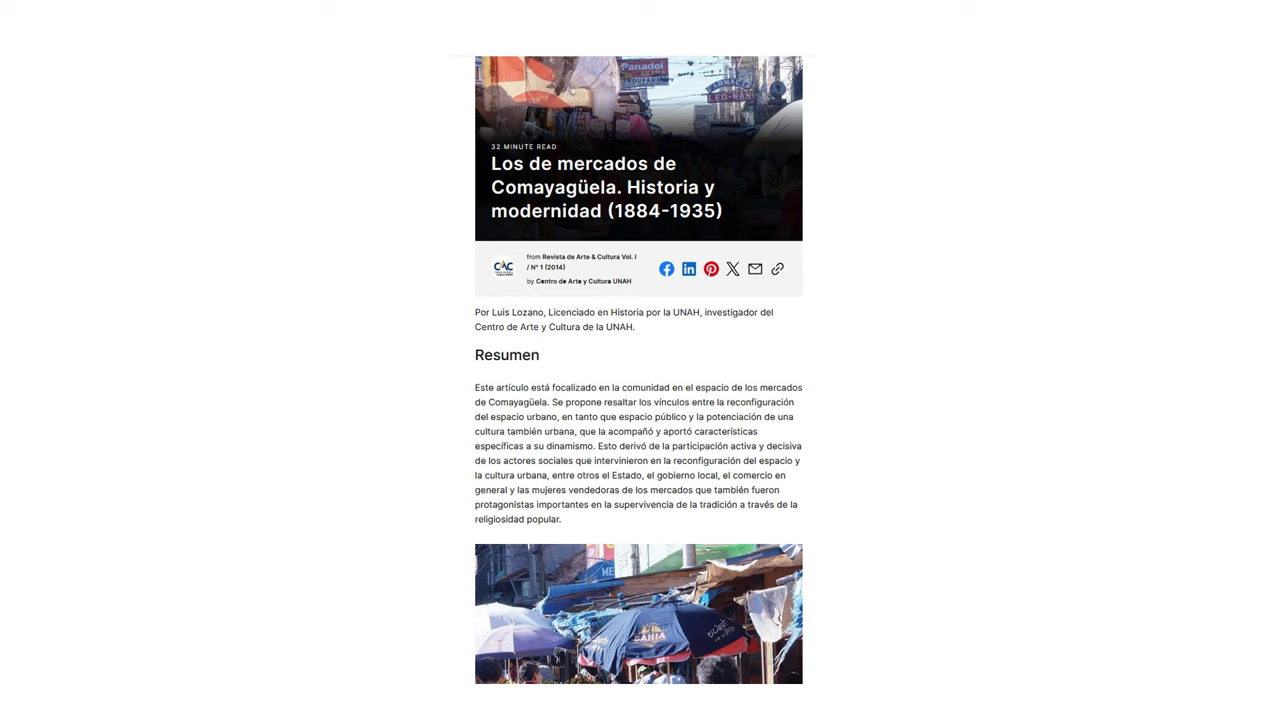 Panadol
ULTRA
FARMACIA
32 MINUTE READ
Los de mercados de
Comayagüela. Historia y
modernidad (1884-1935)
CAC
from Revista de Arte & Cultura Vol. I
/ N° 1 (2014)
by Centro de Arte y Cultura UNAH
Por Luis Lozano, Licenciado en Historia por la UNAH, investigador del
Centro de Arte y Cultura de la UNAH.
Resumen
Este artículo está focalizado en la comunidad en el espacio de los mercados
de Comayagüela. Se propone resaltar los vínculos entre la reconfiguración
del espacio urbano, en tanto que espacio público y la potenciación de una
cultura también urbana, que la acompañó y aportó características
específicas a su dinamismo. Esto derivó de la participación activa y decisiva
de los actores sociales que intervinieron en la reconfiguración del espacio y
la cultura urbana, entre otros el Estado, el gobierno local, el comercio en
general y las mujeres vendedoras de los mercados que también fueron
protagonistas importantes en la supervivencia de la tradición a través de la
religiosidad popular.
ME
BAHIA